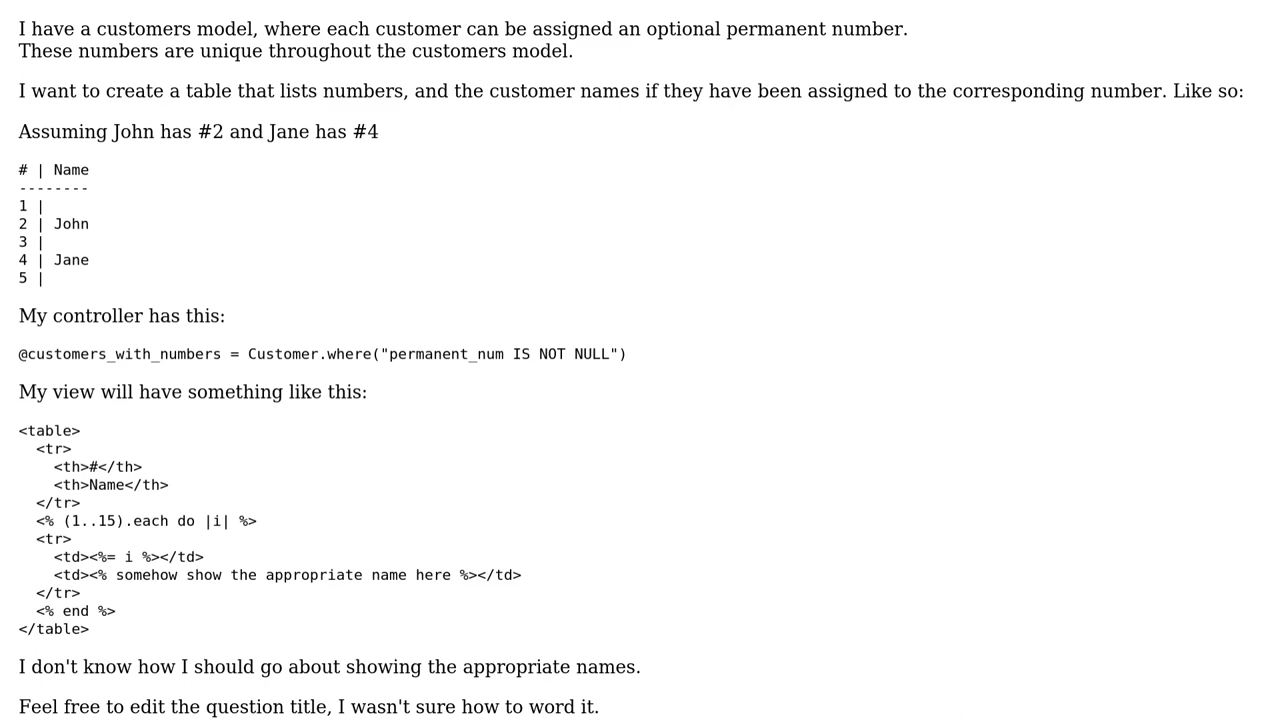 I have a customers model, where each customer can be assigned an optional permanent number.
These numbers are unique throughout the customers model.
I want to create a table that lists numbers, and the customer names if they have been assigned to the corresponding number. Like so:
Assuming John has #2 and Jane has #4
# | Name
--------
1 |
2 | John
3 |
4 | Jane
5 |
My controller has this:
@customers_with_numbers = Customer.where("permanent_num IS NOT NULL")
My view will have something like this:
<table>
  <tr>
    <th>#</th>
    <th>Name</th>
  </tr>
  <% (1..15).each do |i| %>
  <tr>
    <td><%= i %></td>
    <td><% somehow show the appropriate name here %></td>
  </tr>
  <% end %>
</table>
I don't know how I should go about showing the appropriate names.
Feel free to edit the question title, I wasn't sure how to word it.